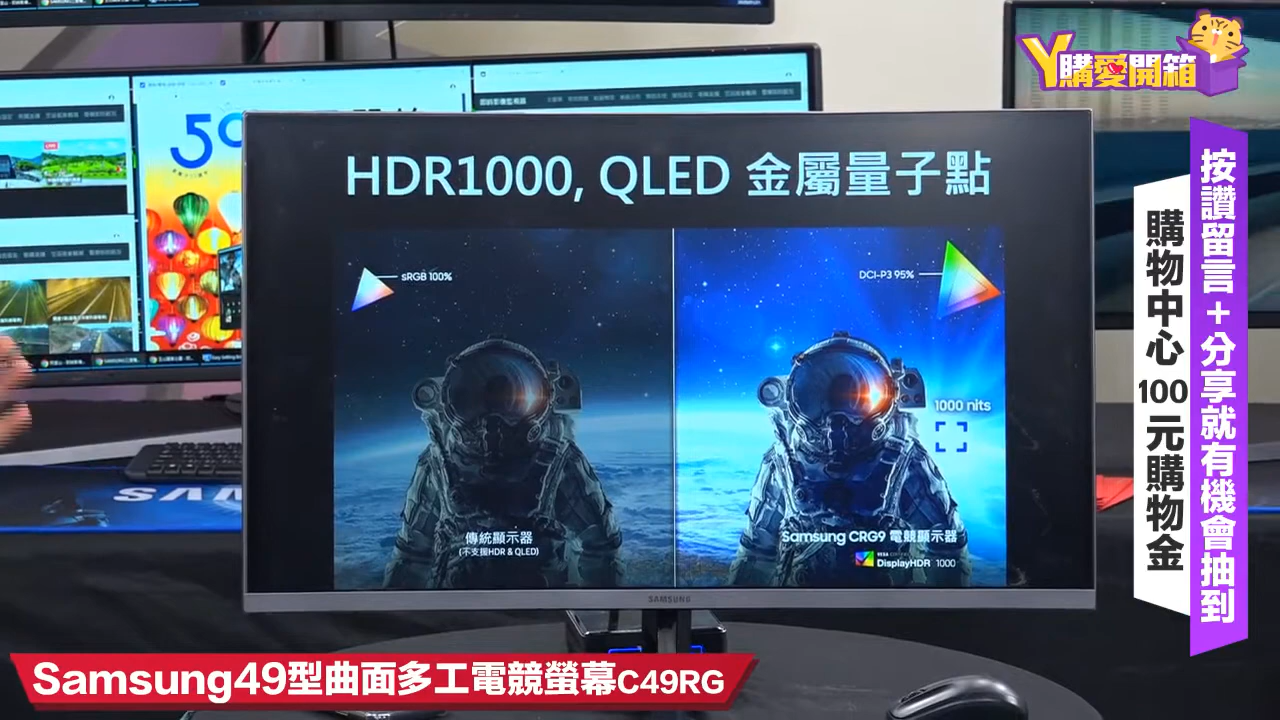 Y購愛開箱
按讚留言+分享就有機會抽到
購物中心100元購物金
HDR1000, QLED 金屬量子點
sRGB 100%
DCI-P3 95%
1000 nits
傳統顯示器
(不支援HDR & QLED)
Samsung CRG9 電競顯示器
DisplayHDR 1000
SAMSUNG
Samsung49型曲面多工電競螢幕C49RG